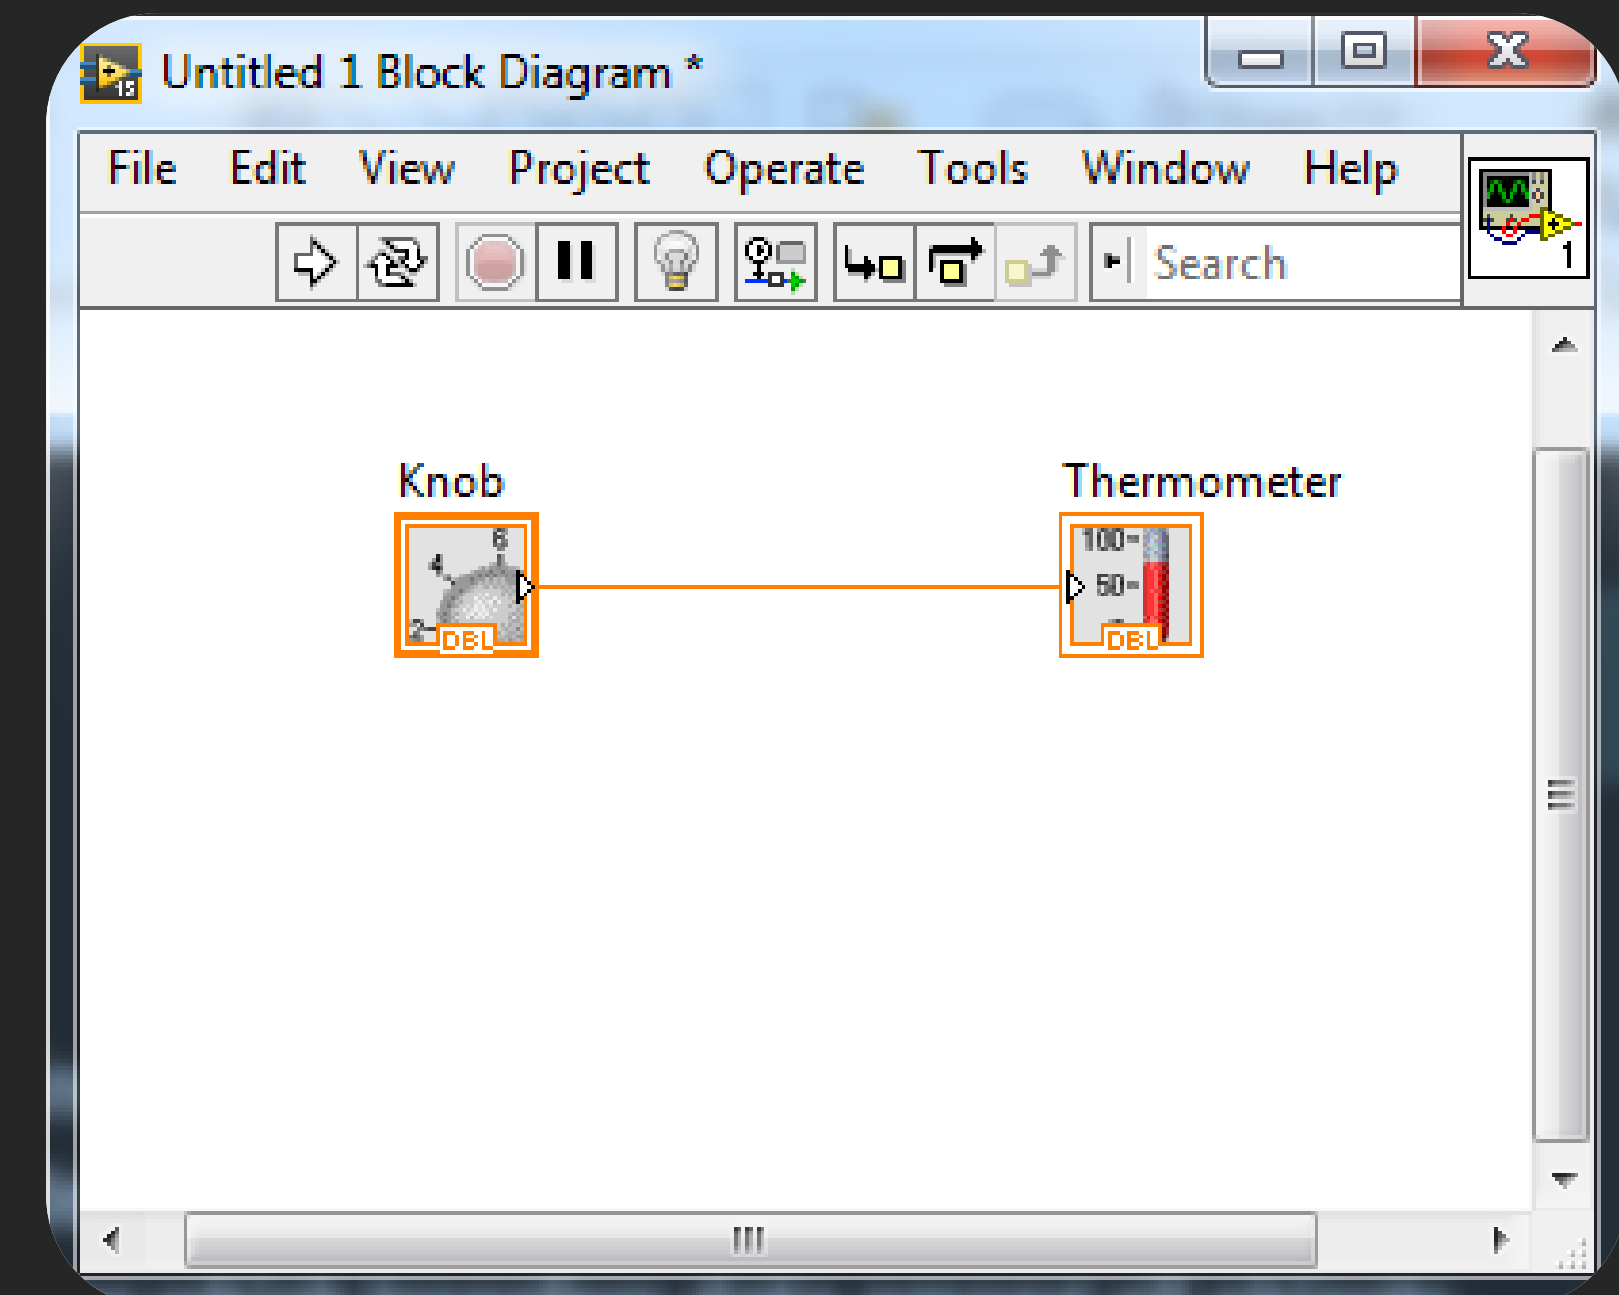 15 Untitled 1 Block Diagram *
File Edit View Project Operate Tools Window Help
Search
1
Knob
Thermometer
6
4
2
DBL
100
50
DBL